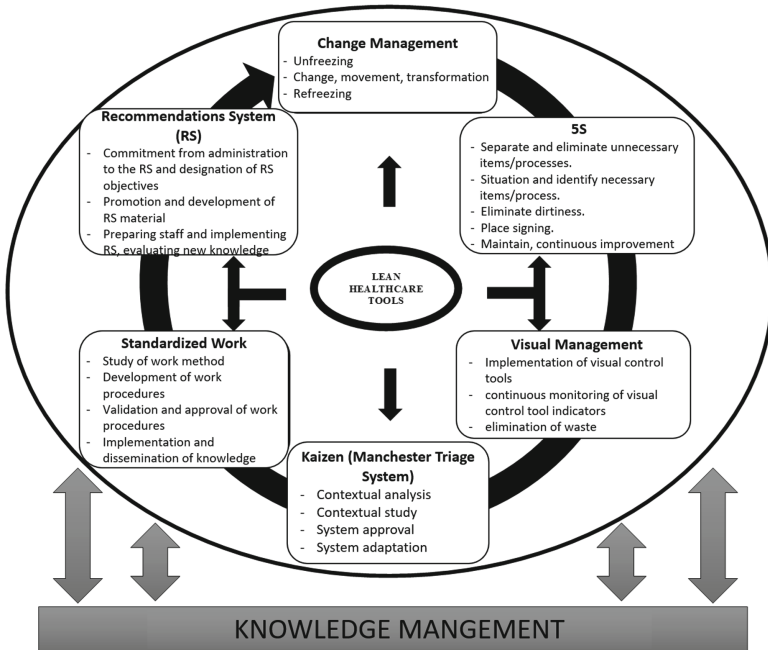 Change Management
- Unfreezing
- Change, movement, transformation
- Refreezing
Recommendations System
(RS)
- Commitment from administration
to the RS and designation of RS
objectives
- Promotion and development of
RS material
- Preparing staff and implementing
RS, evaluating new knowledge
5S
- Separate and eliminate unnecessary
items/processes.
- Situation and identify necessary
items/process.
- Eliminate dirtiness.
- Place signing.
- Maintain, continuous improvement
LEAN
HEALTHCARE
TOOLS
Standardized Work
- Study of work method
- Development of work
procedures
- Validation and approval of work
procedures
- Implementation and
dissemination of knowledge
Visual Management
- Implementation of visual control
tools
- continuous monitoring of visual
control tool indicators
- elimination of waste
Kaizen (Manchester Triage
System)
- Contextual analysis
- Contextual study
- System approval
- System adaptation
KNOWLEDGE MANGEMENT